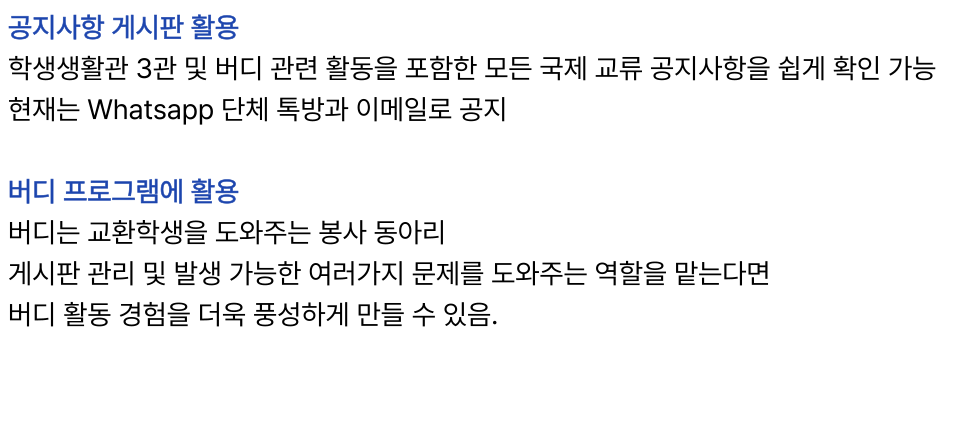 공지사항 게시판 활용
학생생활관 3관 및 버디 관련 활동을 포함한 모든 국제 교류 공지사항을 쉽게 확인 가능
현재는 Whatsapp 단체 톡방과 이메일로 공지
버디 프로그램에 활용
버디는 교환학생을 도와주는 봉사 동아리
게시판 관리 및 발생 가능한 여러가지 문제를 도와주는 역할을 맡는다면
버디 활동 경험을 더욱 풍성하게 만들 수 있음.